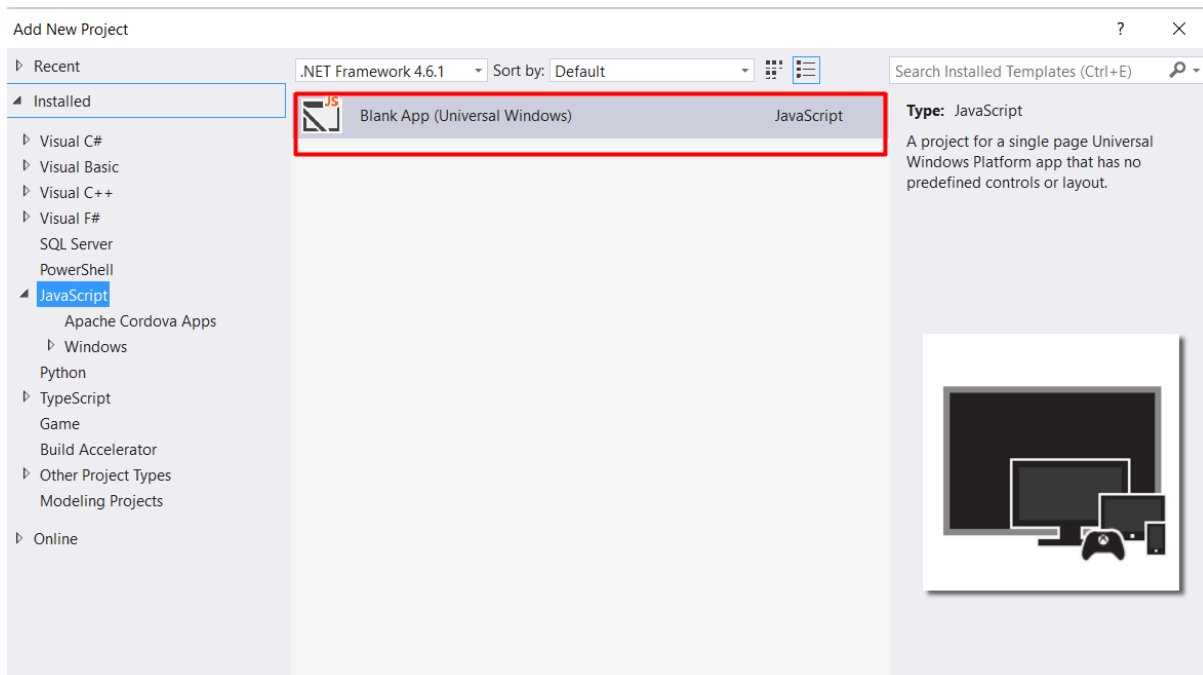 Add New Project
?
Recent
Installed
Visual C#
Visual Basic
Visual C++
Visual F#
SQL Server
PowerShell
JavaScript
Apache Cordova Apps
Windows
Python
TypeScript
Game
Build Accelerator
Other Project Types
Modeling Projects
Online
.NET Framework 4.6.1
Sort by: Default
JS
Blank App (Universal Windows) JavaScript
Search Installed Templates (Ctrl+E)
Type: JavaScript
A project for a single page Universal
Windows Platform app that has no
predefined controls or layout.